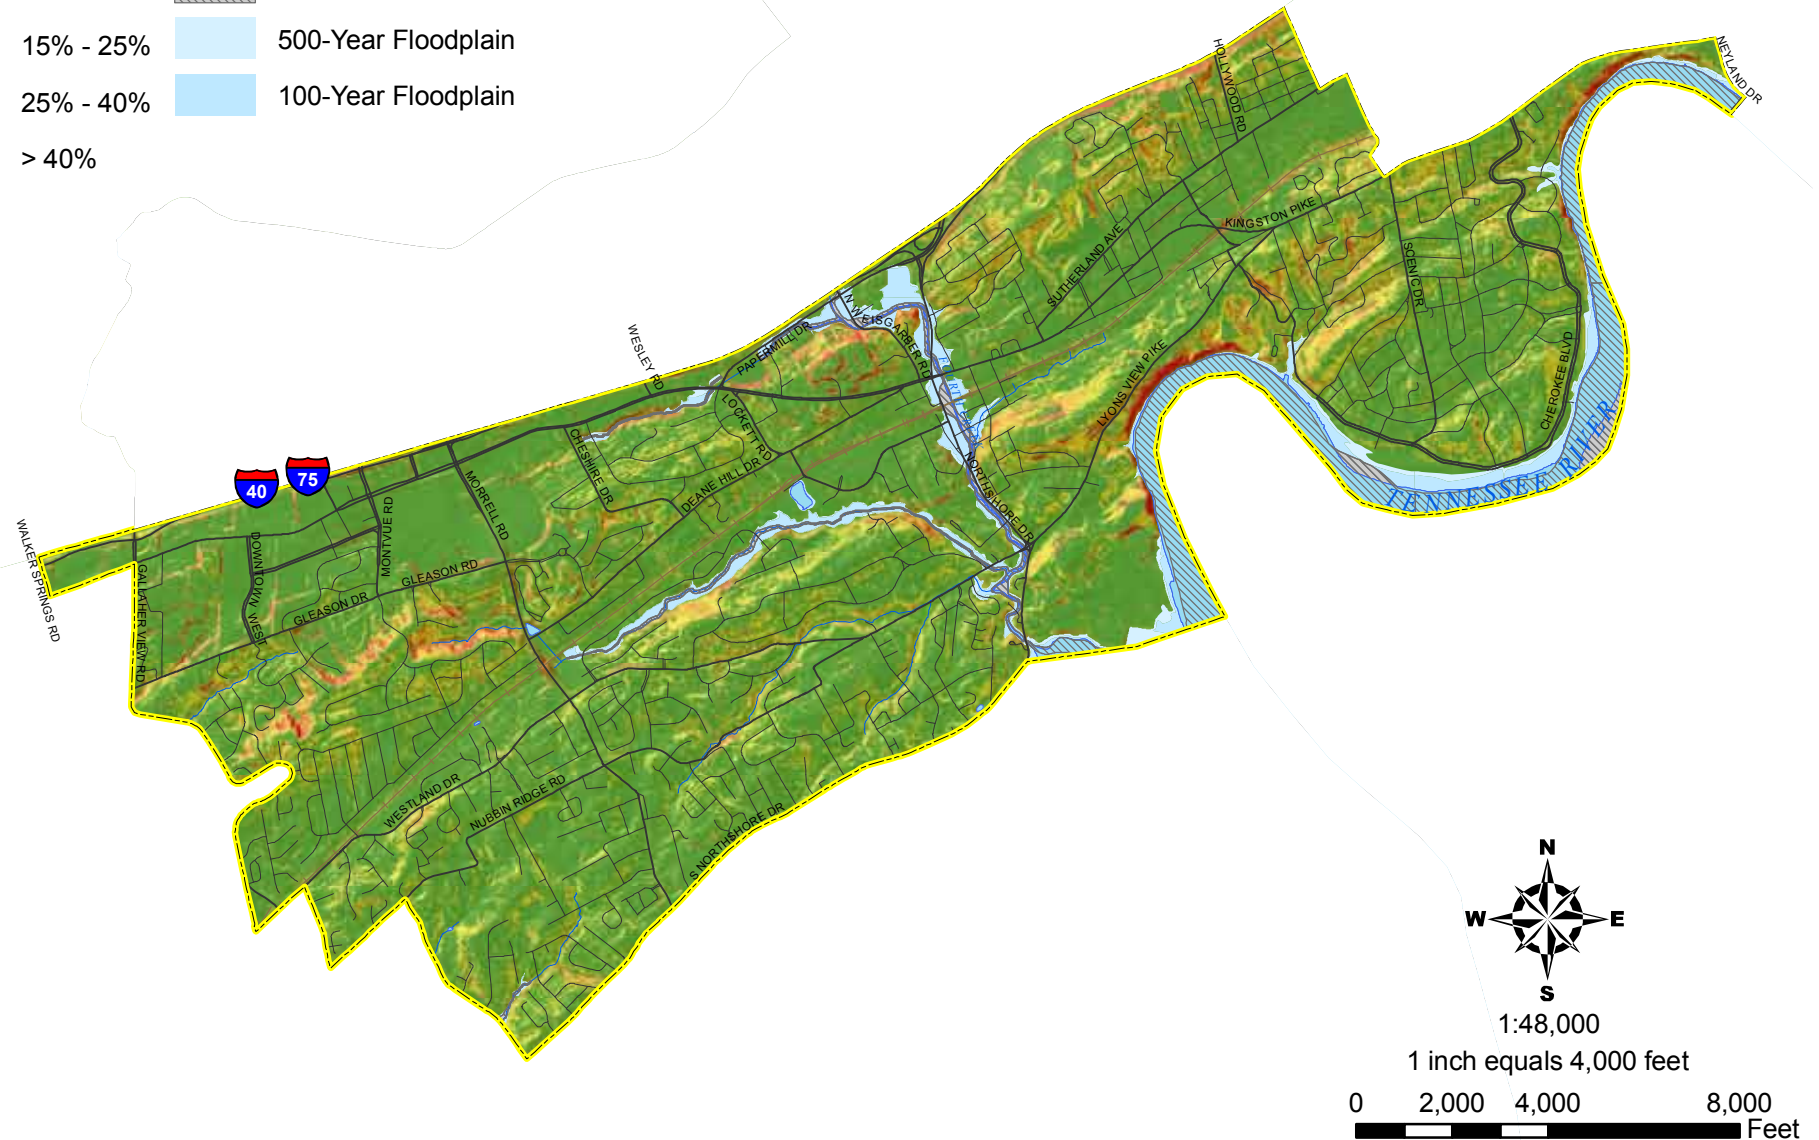 15% - 25%
500-Year Floodplain
25% - 40%
100-Year Floodplain
> 40%
HOLLYWOOD RD
NEYLAND DR
KINGSTON PIKE
SUTHERLAND AVE
SCENIC DR
N WEISGARBER RD
PAPERMILL DR
WESLEY RD
LYONS VIEW PIKE
CHEROKEE BLVD
LOCKETT RD
CHESHIRE DR
DEANE HILL DR
NORTHSHORE DR
TENNESSEE RIVER
40
75
MORRELL RD
MONTVUE RD
WALKER SPRINGS RD
DOWNTOWN WEST
GALLAHER VIEW RD
GLEASON RD
GLEASON DR
WESTLAND DR
NUBBIN RIDGE RD
S NORTHSHORE DR
N
W
E
S
1:48,000
1 inch equals 4,000 feet
0 2,000 4,000 8,000
Feet